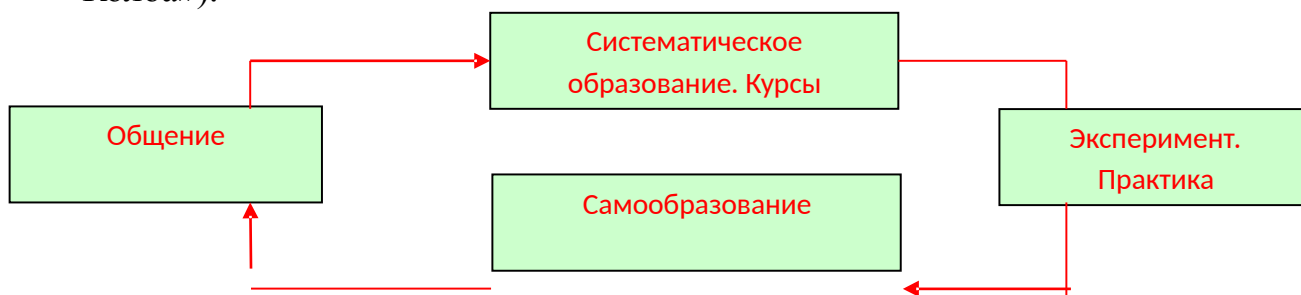 Систематическое
образование. Курсы
Общение
Эксперимент.
Практика
Самообразование